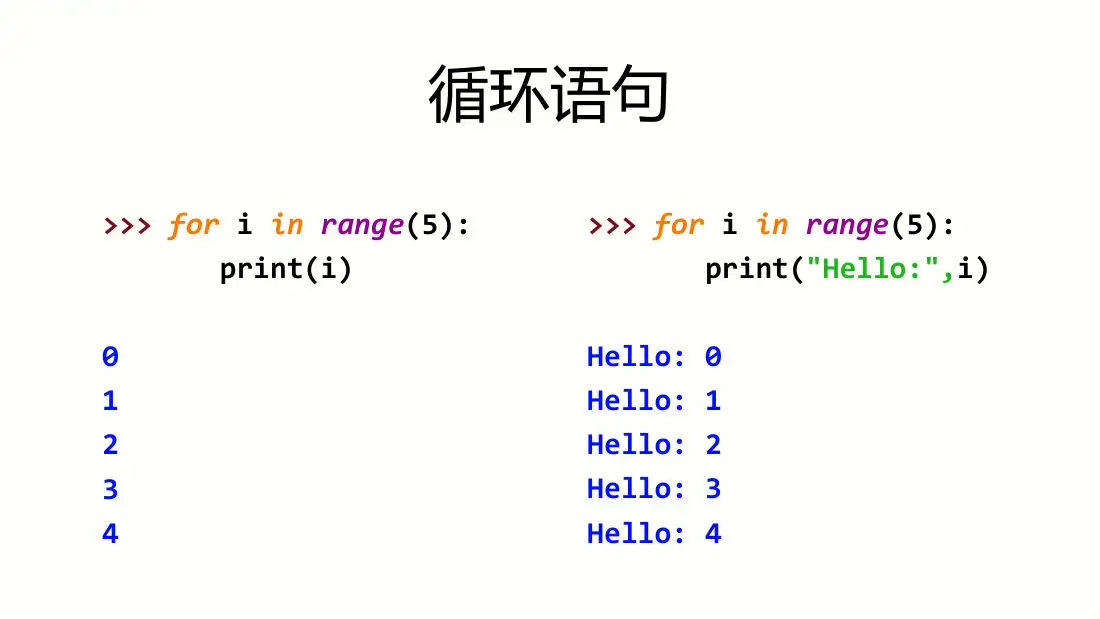 循环语句
>>> for i in range(5):
print(i)
0
1
2
3
4
>>> for i in range(5):
print("Hello:",i)
Hello: 0
Hello: 1
Hello: 2
Hello: 3
Hello: 4